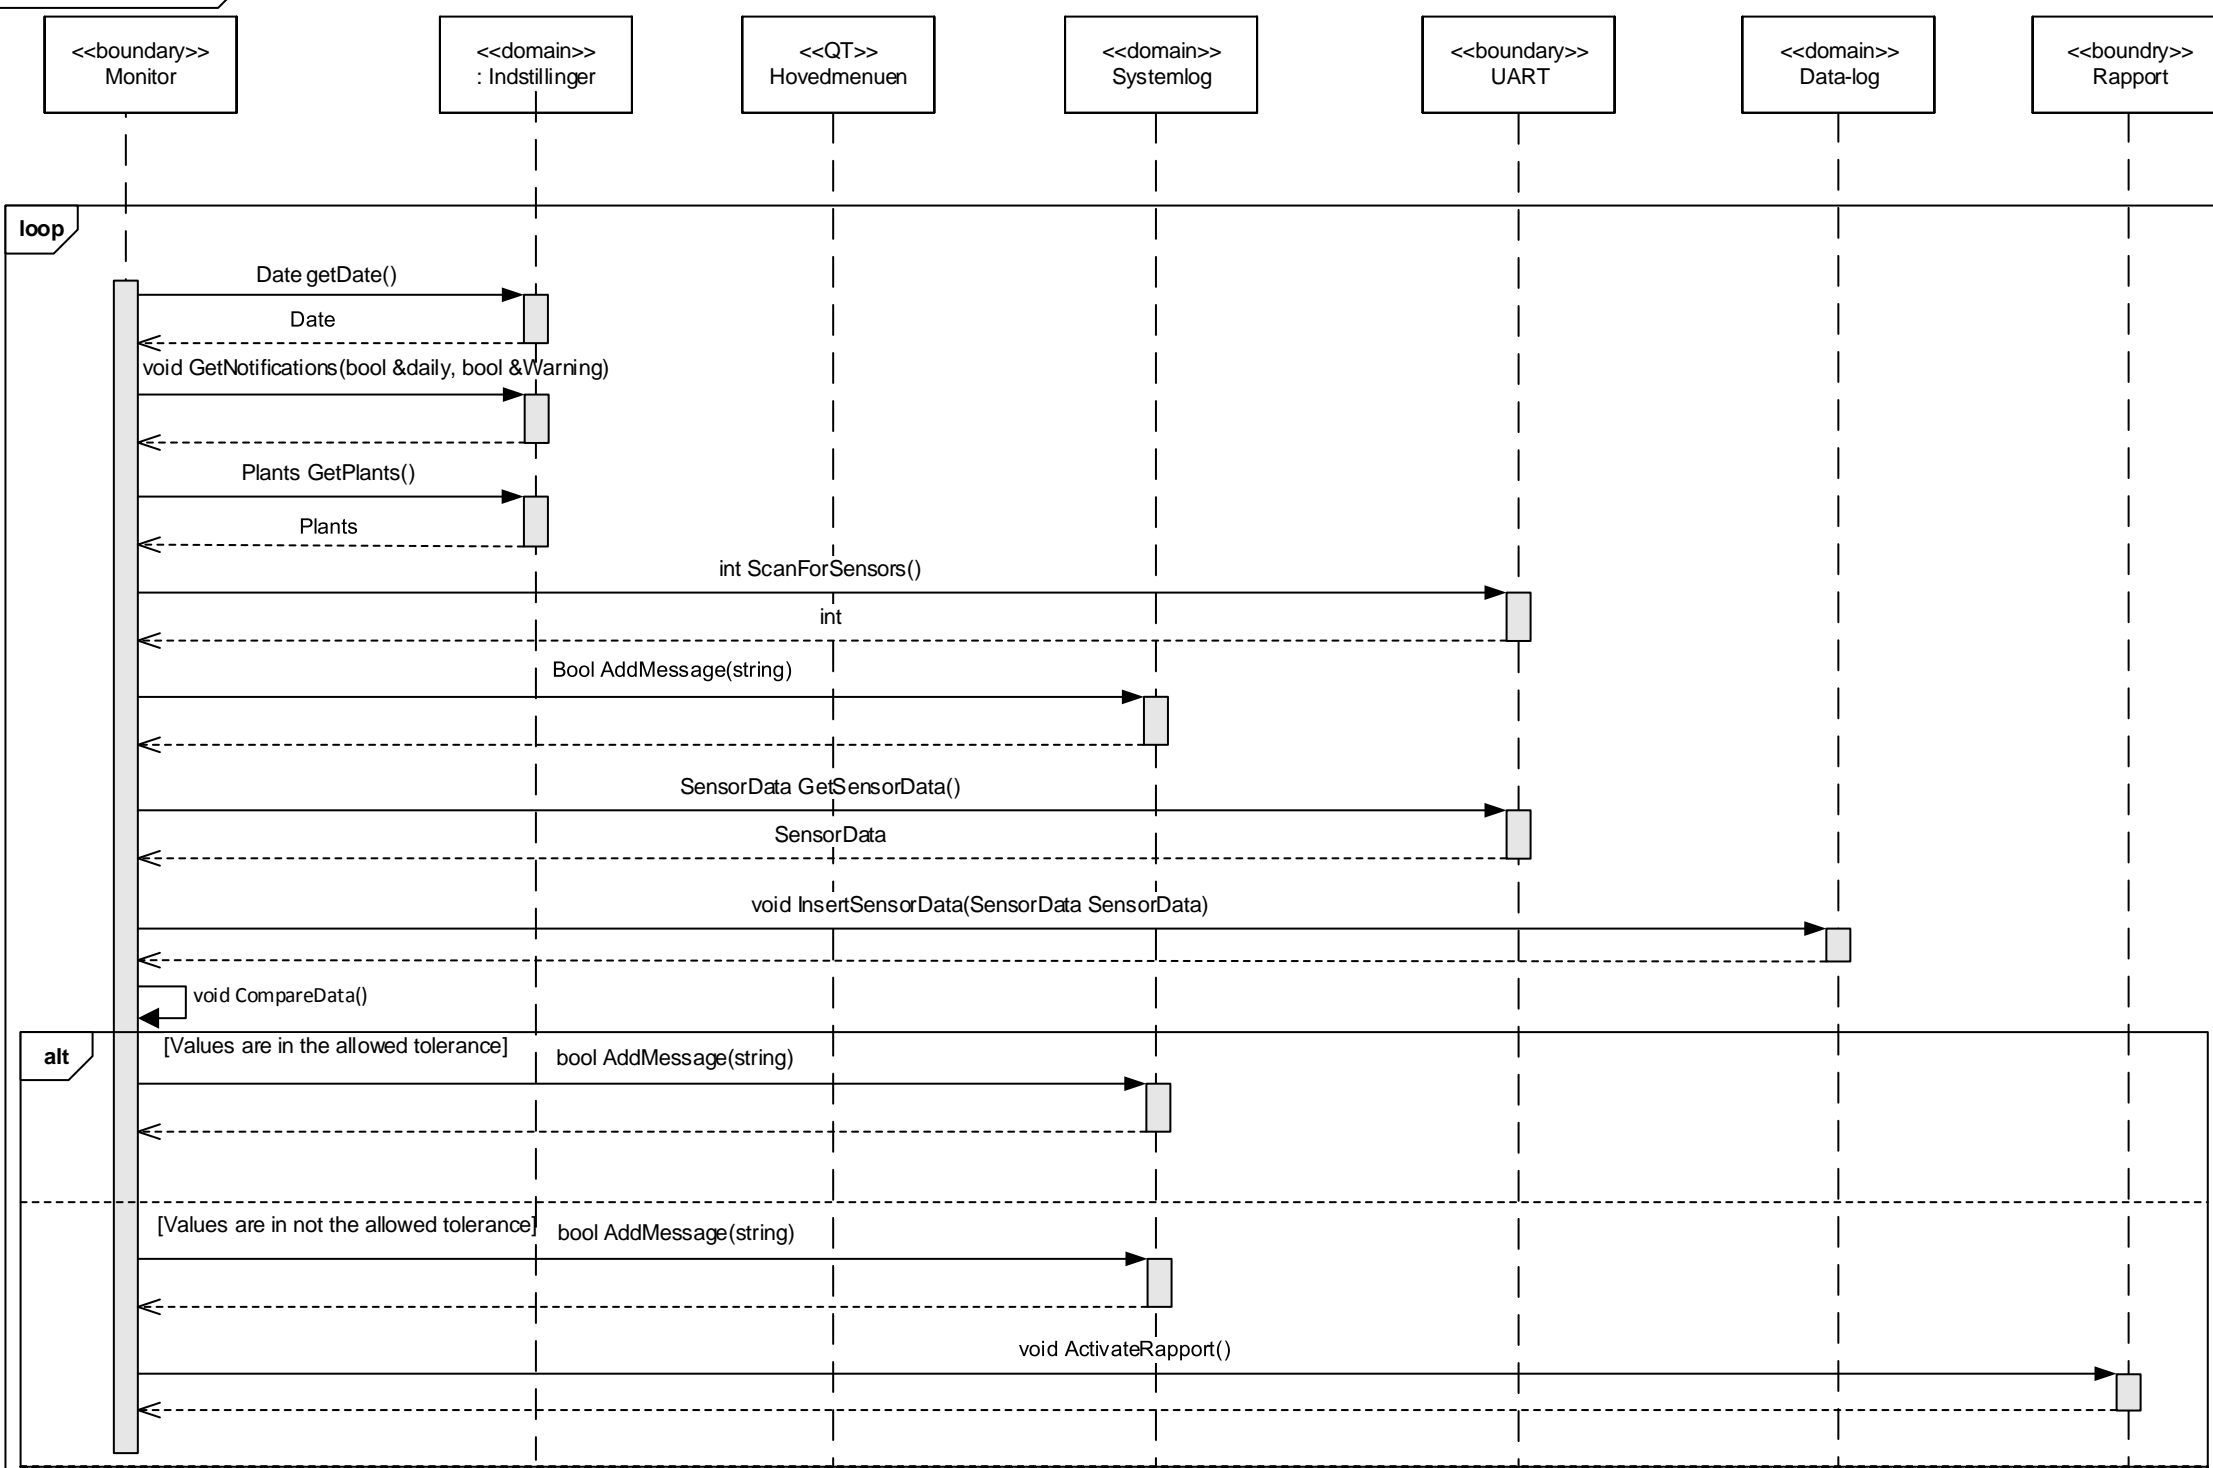 <<boundary>>
Monitor
<<domain>>
: Indstillinger
<<QT>>
Hovedmenuen
<<domain>>
Systemlog
<<boundary>>
UART
<<domain>>
Data-log
<<boundry>>
Rapport
loop
Date getDate()
Date
void GetNotifications(bool &daily, bool &Warning)
Plants GetPlants()
Plants
int ScanForSensors()
int
Bool AddMessage(string)
SensorData GetSensorData()
SensorData
void InsertSensorData(SensorData SensorData)
void CompareData()
alt
[Values are in the allowed tolerance]
bool AddMessage(string)
[Values are in not the allowed tolerance]
bool AddMessage(string)
void ActivateRapport()